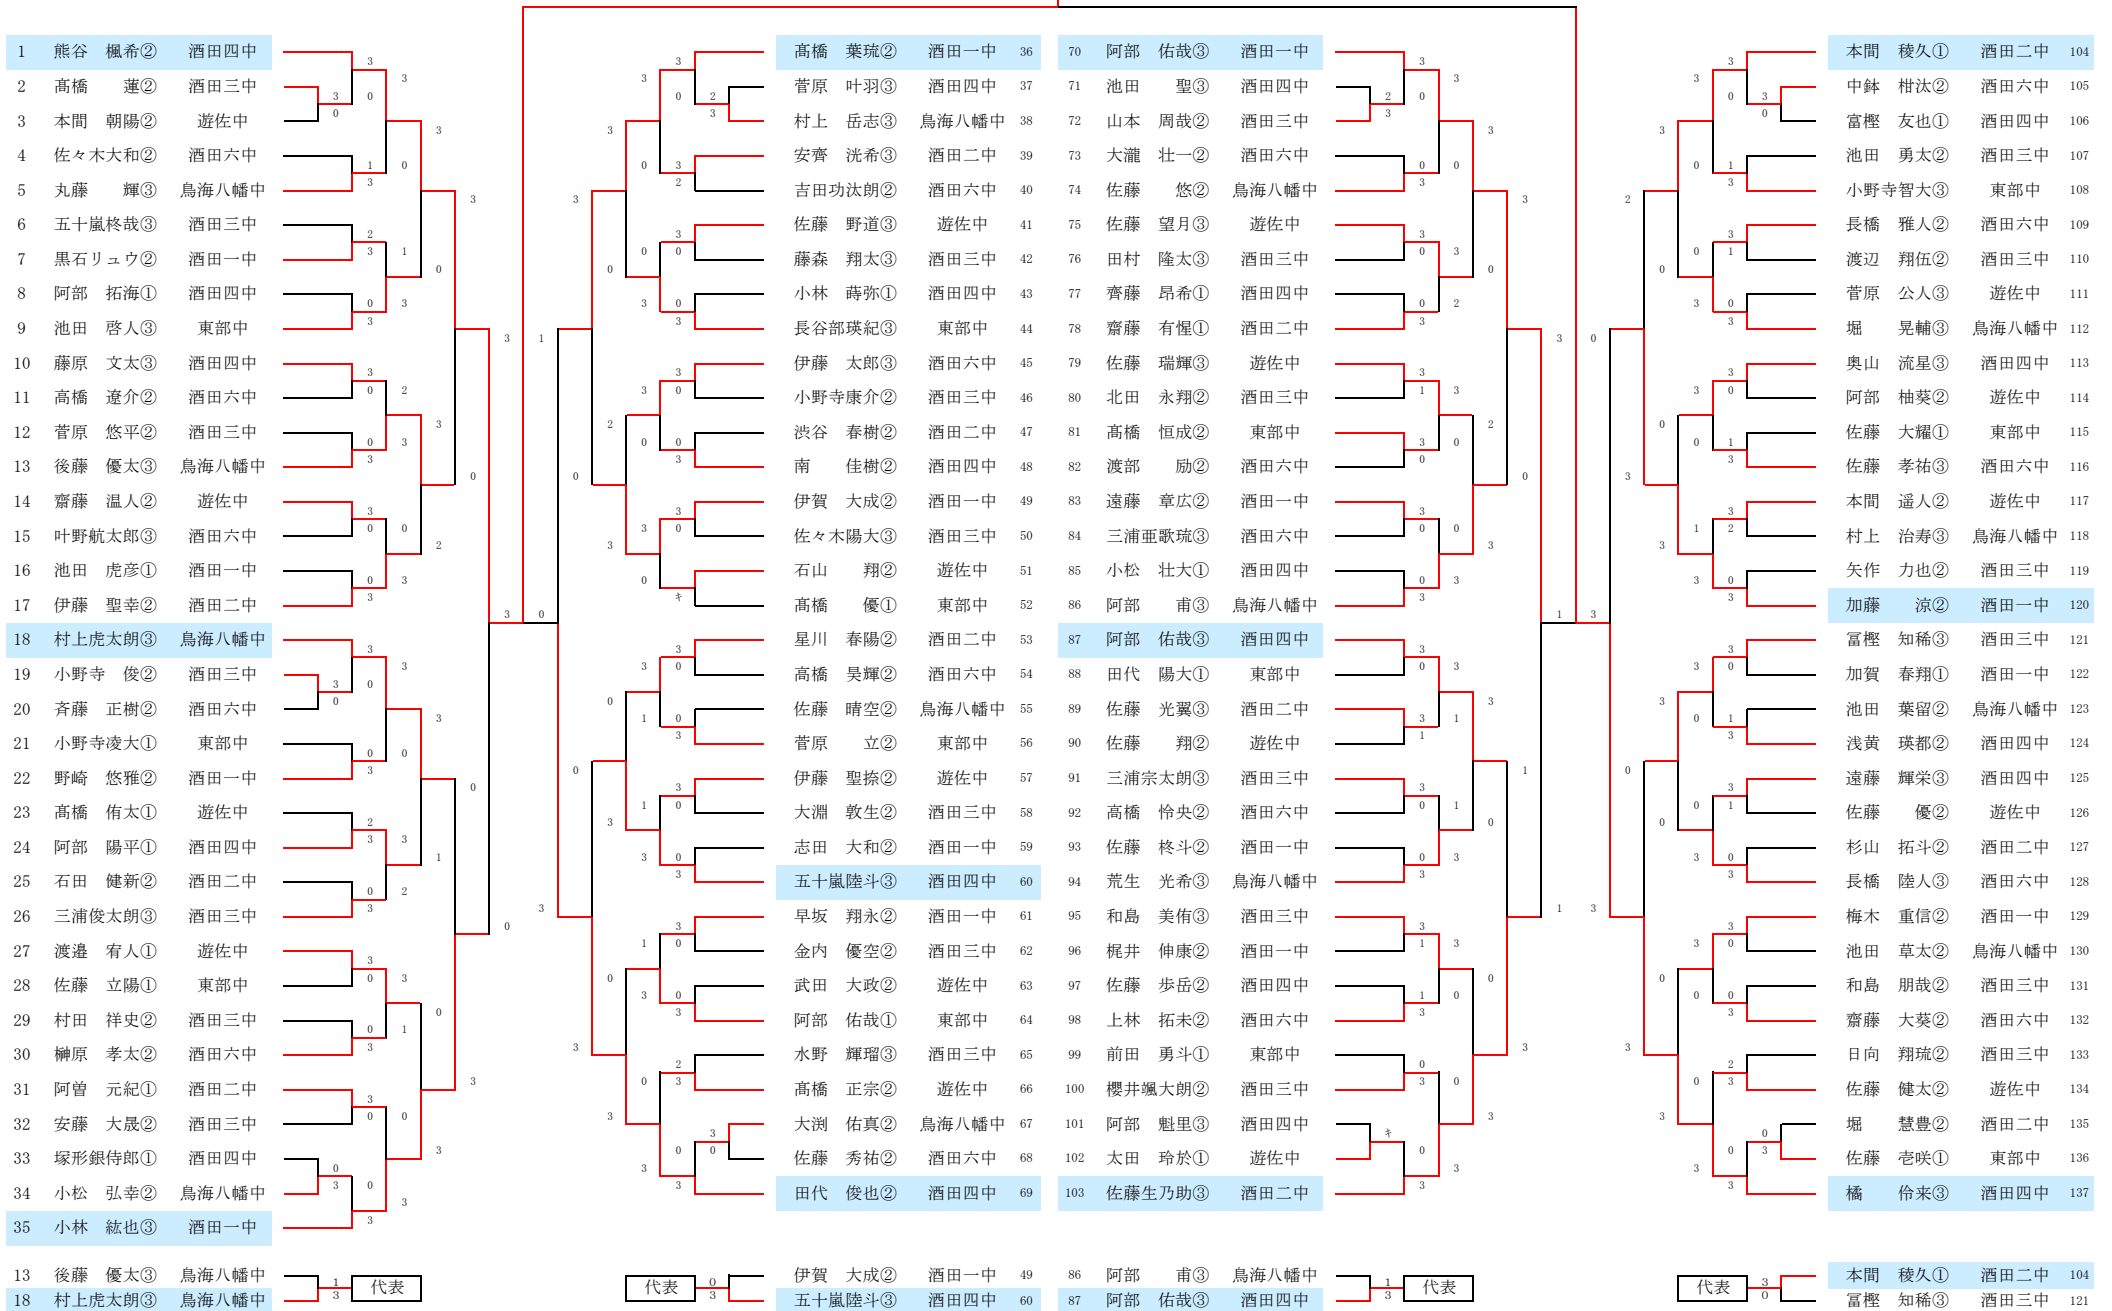 1 熊谷 楓希② 酒田四中
2 髙橋 蓮② 酒田三中
3 本間 朝陽② 遊佐中
4 佐々木大和② 酒田六中
5 丸藤 輝③ 鳥海八幡中
6 五十嵐柊哉③ 酒田三中
7 黒石リュウ② 酒田一中
8 阿部 拓海① 酒田四中
9 池田 啓人③ 東部中
10 藤原 文太③ 酒田四中
11 高橋 遼介② 酒田六中
12 菅原 悠平② 酒田三中
13 後藤 優太③ 鳥海八幡中
14 齋藤 温人② 遊佐中
15 叶野航太郎③ 酒田六中
16 池田 虎彦① 酒田一中
17 伊藤 聖幸② 酒田二中
18 村上虎太朗③ 鳥海八幡中
19 小野寺 俊② 酒田三中
20 斉藤 正樹② 酒田六中
21 小野寺凌大① 東部中
22 野崎 悠雅② 酒田一中
23 髙橋 侑太① 遊佐中
24 阿部 陽平① 酒田四中
25 石田 健新② 酒田二中
26 三浦俊太朗③ 酒田三中
27 渡邉 宥人① 遊佐中
28 佐藤 立陽① 東部中
29 村田 祥史② 酒田三中
30 榊原 孝太② 酒田六中
31 阿曽 元紀① 酒田二中
32 安藤 大晟② 酒田三中
33 塚形銀侍郎① 酒田四中
34 小松 弘幸② 鳥海八幡中
35 小林 紘也③ 酒田一中
13 後藤 優太③ 鳥海八幡中
18 村上虎太朗③ 鳥海八幡中
1
3
代表
髙橋 葉琉② 酒田一中 36
菅原 叶羽③ 酒田四中 37
村上 岳志③ 鳥海八幡中 38
安齊 洸希③ 酒田二中 39
吉田功汰朗② 酒田六中 40
佐藤 野道③ 遊佐中 41
藤森 翔太③ 酒田三中 42
小林 蒔弥① 酒田四中 43
長谷部瑛紀③ 東部中 44
伊藤 太郎③ 酒田六中 45
小野寺康介② 酒田三中 46
渋谷 春樹② 酒田二中 47
南 佳樹② 酒田四中 48
伊賀 大成② 酒田一中 49
佐々木陽大③ 酒田三中 50
石山 翔② 遊佐中 51
髙橋 優① 東部中 52
星川 春陽② 酒田二中 53
高橋 昊輝② 酒田六中 54
佐藤 晴空② 鳥海八幡中 55
菅原 立② 東部中 56
伊藤 聖捺② 遊佐中 57
大淵 敦生② 酒田三中 58
志田 大和② 酒田一中 59
五十嵐陸斗③ 酒田四中 60
早坂 翔永② 酒田一中 61
金内 優空② 酒田三中 62
武田 大政② 遊佐中 63
阿部 佑哉① 東部中 64
水野 輝瑠③ 酒田三中 65
髙橋 正宗② 遊佐中 66
大渕 佑真② 鳥海八幡中 67
佐藤 秀祐② 酒田六中 68
田代 俊也② 酒田四中 69
代表
0
3
伊賀 大成② 酒田一中 49
五十嵐陸斗③ 酒田四中 60
70 阿部 佑哉③ 酒田一中
71 池田 聖③ 酒田四中
72 山本 周哉② 酒田三中
73 大瀧 壮一② 酒田六中
74 佐藤 悠② 鳥海八幡中
75 佐藤 望月③ 遊佐中
76 田村 隆太③ 酒田三中
77 齊藤 昂希① 酒田四中
78 齋藤 有惺① 酒田二中
79 佐藤 瑞輝③ 遊佐中
80 北田 永翔② 酒田三中
81 髙橋 恒成② 東部中
82 渡部 励② 酒田六中
83 遠藤 章広② 酒田一中
84 三浦亜歌琉③ 酒田六中
85 小松 壮大① 酒田四中
86 阿部 甫③ 鳥海八幡中
87 阿部 佑哉③ 酒田四中
88 田代 陽大① 東部中
89 佐藤 光翼③ 酒田二中
90 佐藤 翔② 遊佐中
91 三浦宗太朗③ 酒田三中
92 高橋 怜央② 酒田六中
93 佐藤 柊斗② 酒田一中
94 荒生 光希③ 鳥海八幡中
95 和島 美侑③ 酒田三中
96 梶井 伸康② 酒田一中
97 佐藤 歩岳② 酒田四中
98 上林 拓未② 酒田六中
99 前田 勇斗① 東部中
100 櫻井颯大朗② 酒田三中
101 阿部 魁里③ 酒田四中
102 太田 玲於① 遊佐中
103 佐藤生乃助③ 酒田二中
86 阿部 甫③ 鳥海八幡中
87 阿部 佑哉③ 酒田四中
1
3
代表
本間 稜久① 酒田二中 104
中鉢 柑汰② 酒田六中 105
富樫 友也① 酒田四中 106
池田 勇太② 酒田三中 107
小野寺智大③ 東部中 108
長橋 雅人② 酒田六中 109
渡辺 翔伍② 酒田三中 110
菅原 公人③ 遊佐中 111
堀 晃輔③ 鳥海八幡中 112
奥山 流星③ 酒田四中 113
阿部 柚葵② 遊佐中 114
佐藤 大耀① 東部中 115
佐藤 孝祐③ 酒田六中 116
本間 遥人② 遊佐中 117
村上 治寿③ 鳥海八幡中 118
矢作 力也② 酒田三中 119
加藤 涼② 酒田一中 120
冨樫 知稀③ 酒田三中 121
加賀 春翔① 酒田一中 122
池田 葉留② 鳥海八幡中 123
浅黄 瑛都② 酒田四中 124
遠藤 輝栄③ 酒田四中 125
佐藤 優② 遊佐中 126
杉山 拓斗② 酒田二中 127
長橋 陸人③ 酒田六中 128
梅木 重信② 酒田一中 129
池田 草太② 鳥海八幡中 130
和島 朋哉② 酒田三中 131
齋藤 大葵② 酒田六中 132
日向 翔琉② 酒田三中 133
佐藤 健太② 遊佐中 134
堀 慧豊② 酒田二中 135
佐藤 壱咲① 東部中 136
橘 伶来③ 酒田四中 137
代表
3
0
本間 稜久① 酒田二中 104
冨樫 知稀③ 酒田三中 121